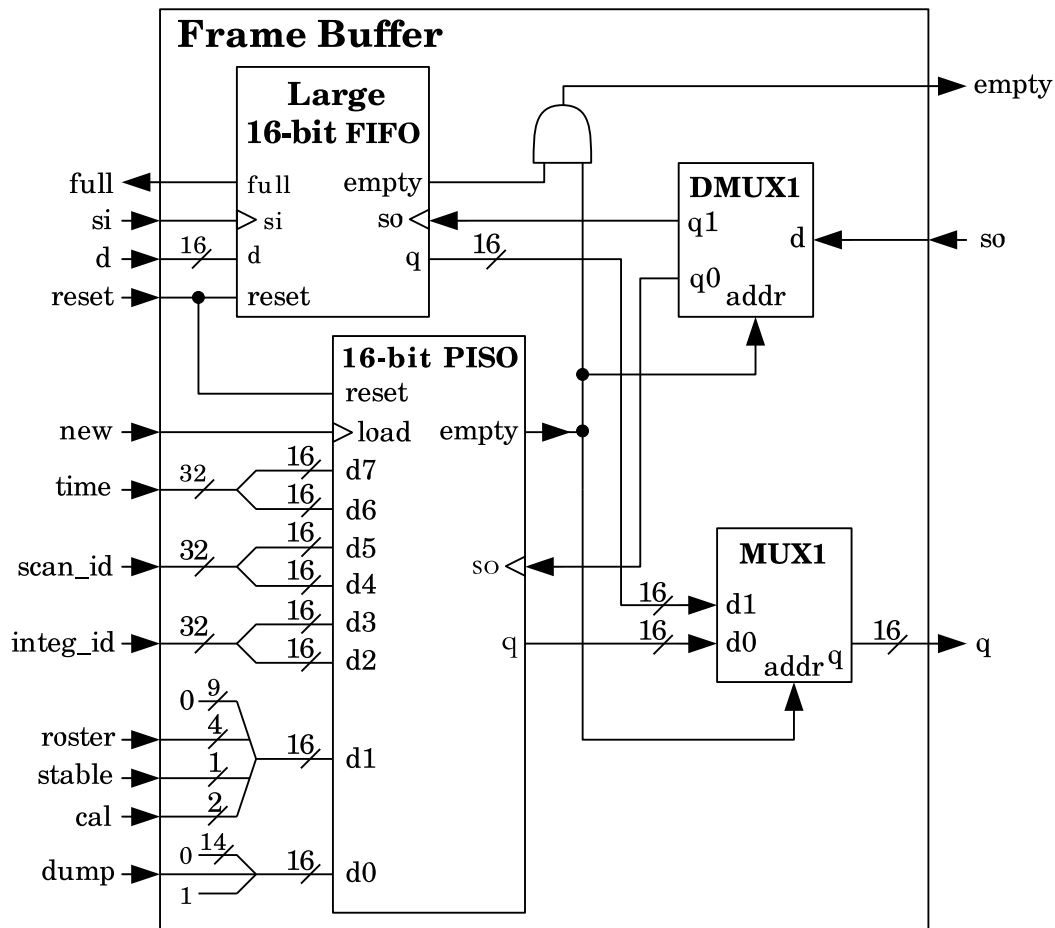 Frame Buffer
Large
16-bit FIFO
empty
full
full
empty
DMUX1
si
si
so
q1
d
so
d
16
d
q
16
q0
addr
reset
reset
16-bit PISO
reset
new
load
empty
time
32
16
d7
16
d6
scan_id
32
16
d5
16
d4
so
MUX1
integ_id
32
16
d3
16
d2
q
16
d1
16
d0
addr
q
16
q
0
9
roster
4
stable
1
cal
2
16
d1
dump
0
14
1
16
d0